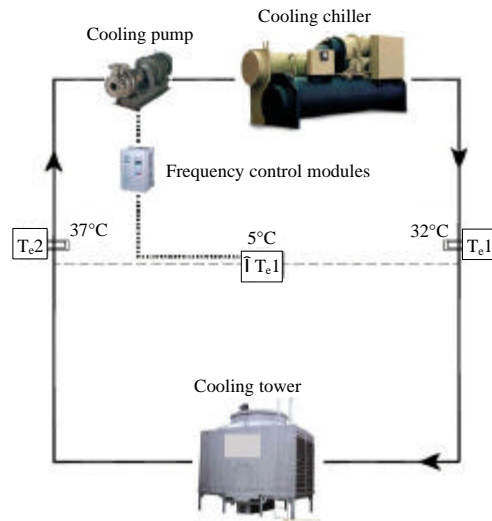 Cooling pump
Cooling chiller
Frequency control modules
37°C
5°C
32°C
Te2
Î Te1
Te1
Cooling tower